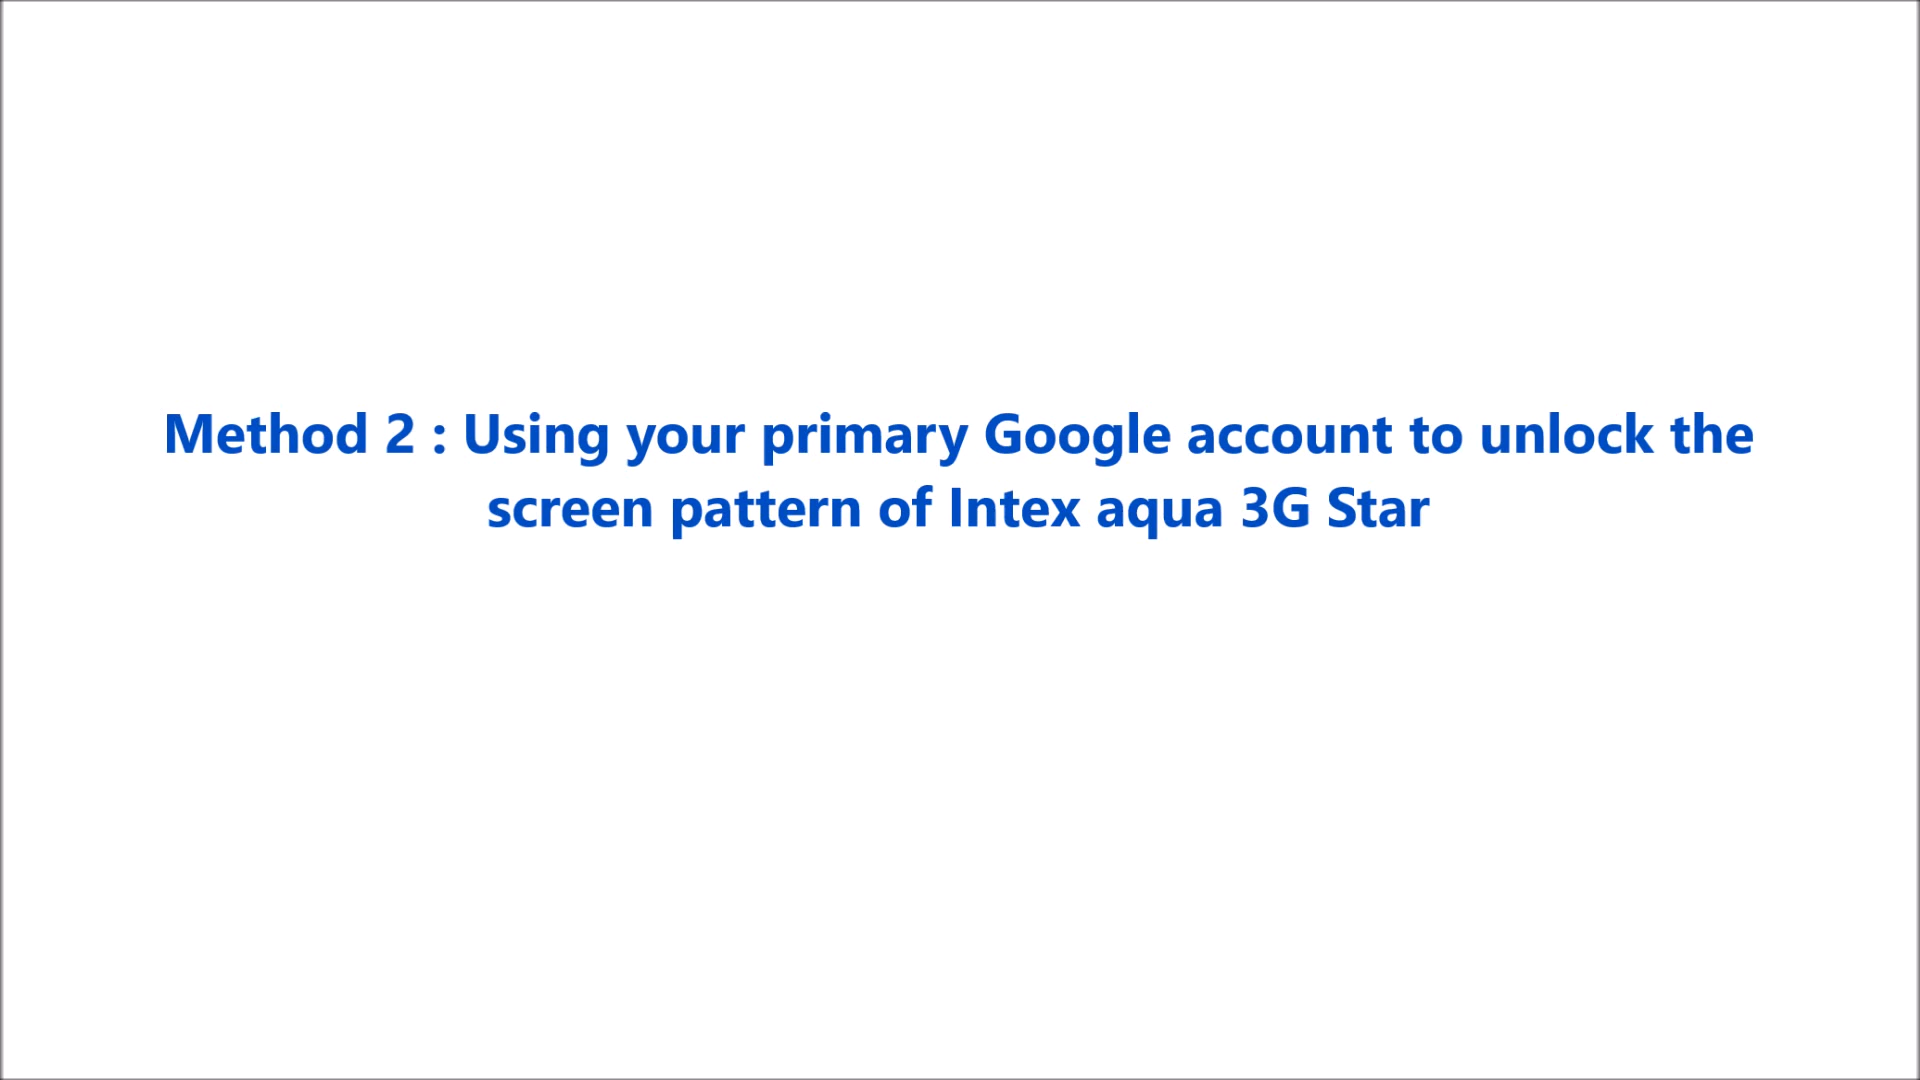 Method 2 : Using your primary Google account to unlock the
screen pattern of Intex aqua 3G Star